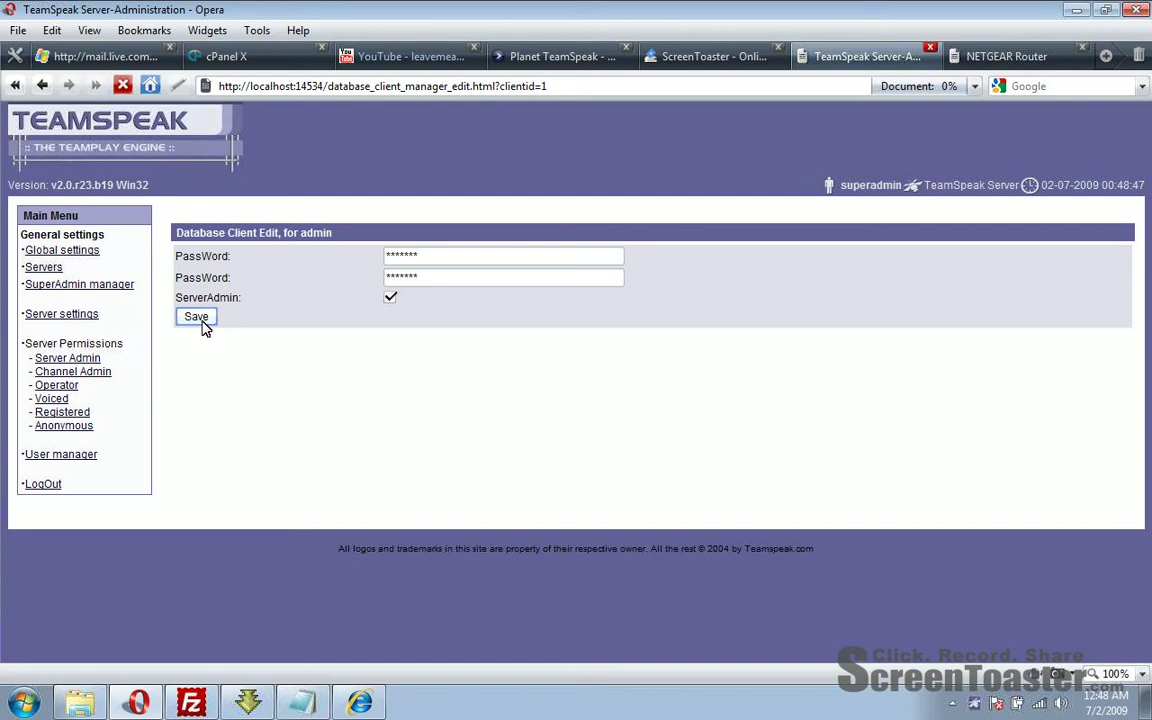 TeamSpeak Server-Administration - Opera
File Edit View Bookmarks Widgets Tools Help
http://mail.live.com...
cPanel X
YouTube - leavemea...
Planet TeamSpeak - ...
ScreenToaster - Onli...
TeamSpeak Server-A...
NETGEAR Router
http://localhost:14534/database_client_manager_edit.html?clientid=1
Document: 0%
Google
TEAMSPEAK
:: THE TEAMPLAY ENGINE ::
Version: v2.0.r23.b19 Win32
superadmin TeamSpeak Server 02-07-2009 00:48:47
Main Menu
General settings
·Global settings
·Servers
·SuperAdmin manager
·Server settings
·Server Permissions
- Server Admin
- Channel Admin
- Operator
- Voiced
- Registered
- Anonymous
·User manager
·LogOut
Database Client Edit, for admin
PassWord: *******
PassWord: *******
ServerAdmin:
Save
All logos and trademarks in this site are property of their respective owner. All the rest © 2004 by Teamspeak.com
Click. Record. Share
ScreenToaster.com
100%
12:48 AM
7/2/2009